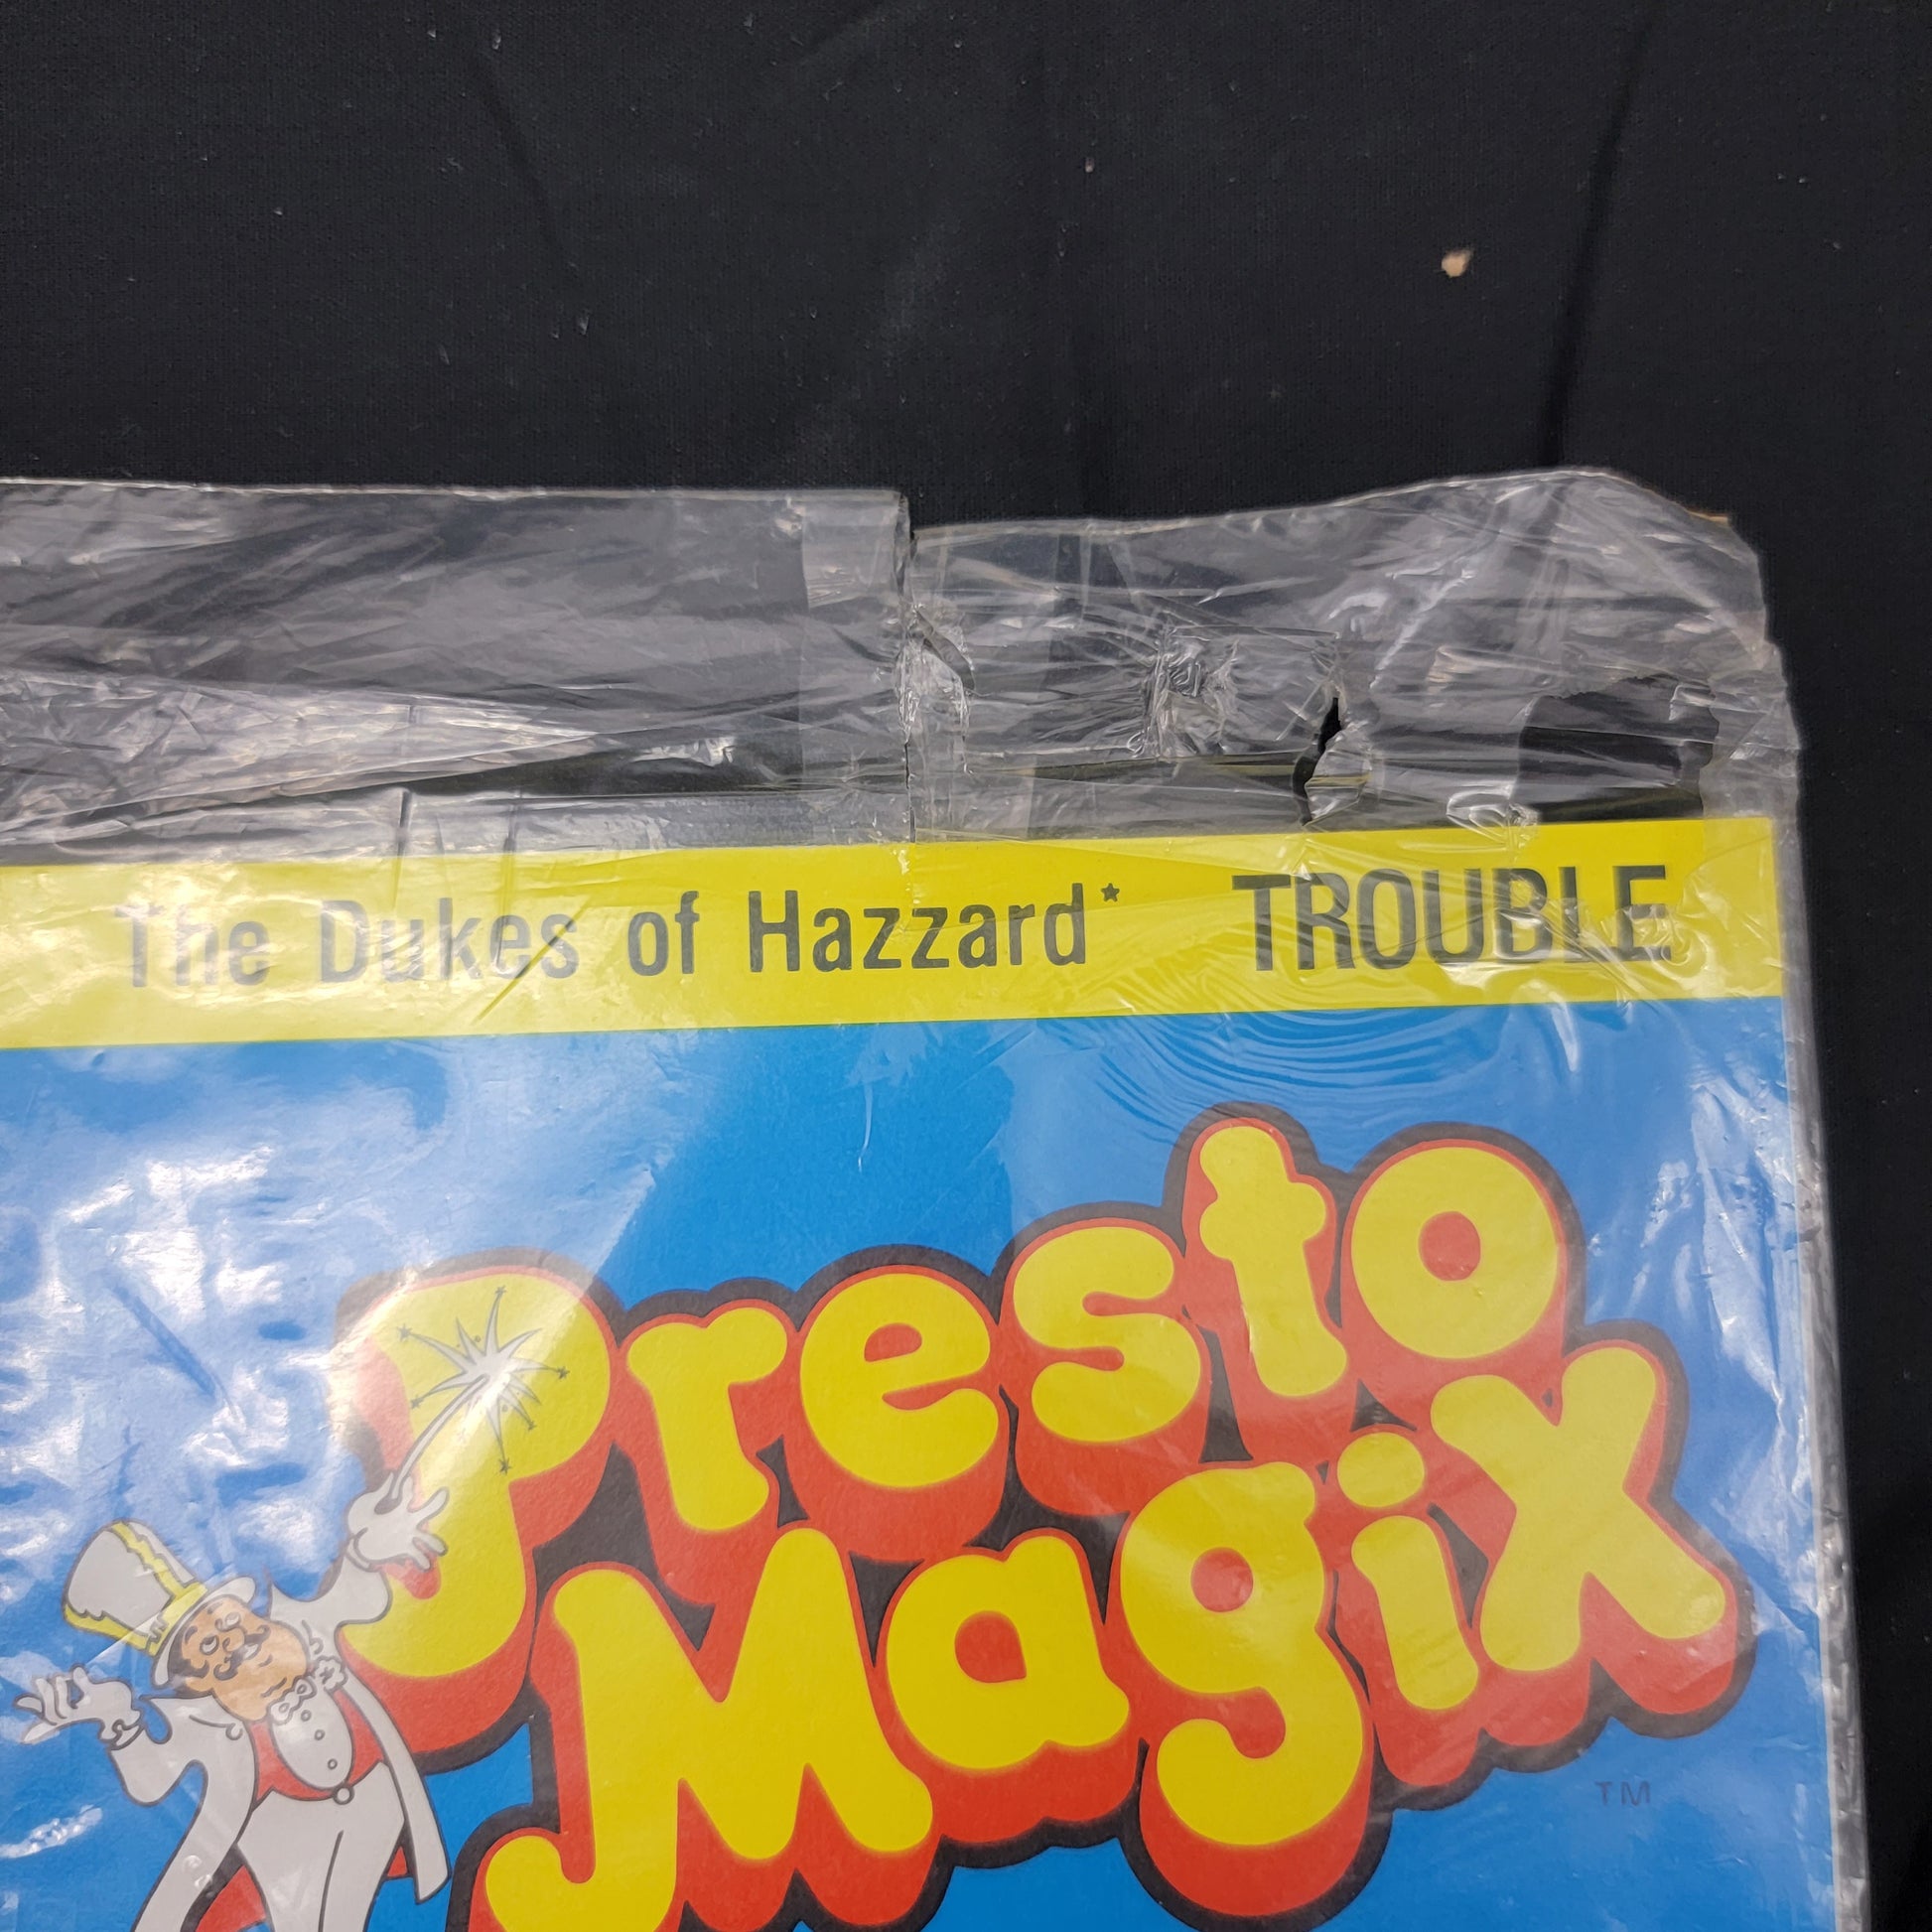 The Dukes of Hazzard* TROUBLE
Presto
Magix
TM